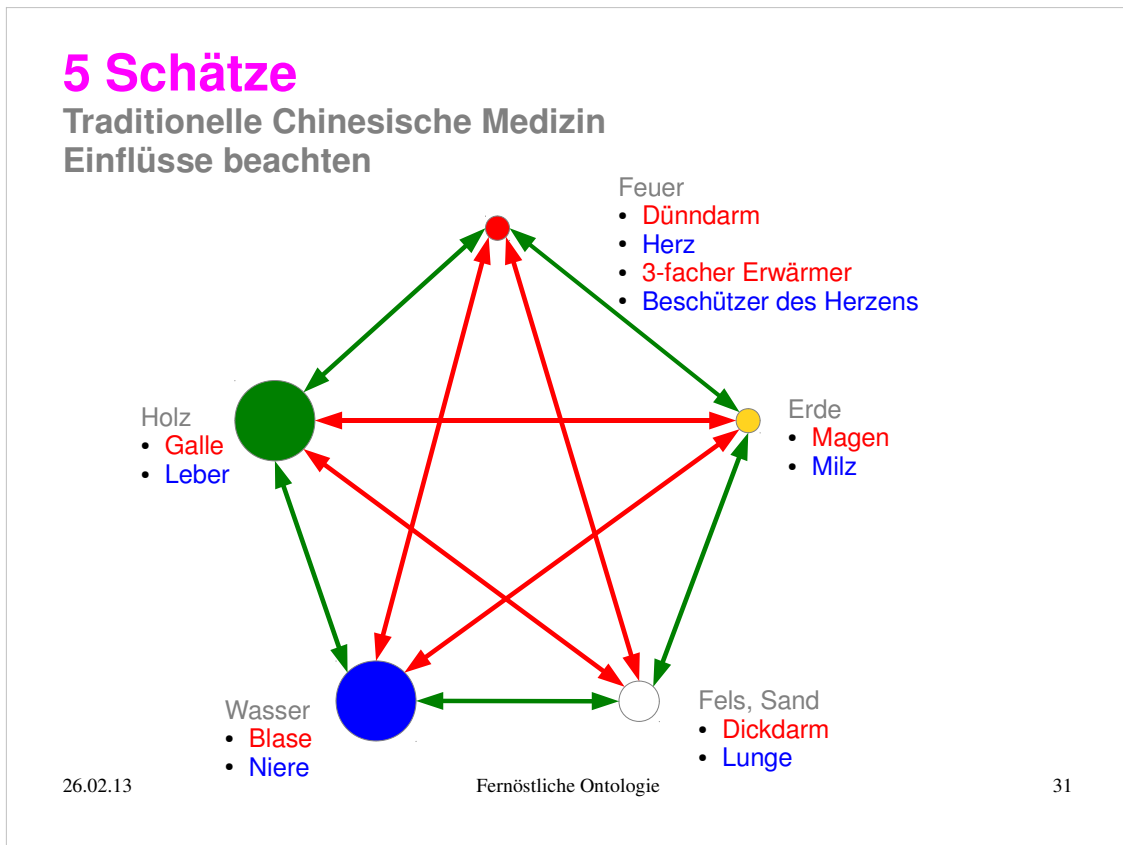 5 Schätze
Traditionelle Chinesische Medizin
Einflüsse beachten
Feuer
• Dünndarm
• Herz
• 3-facher Erwärmer
• Beschützer des Herzens
Holz
• Galle
• Leber
Erde
• Magen
• Milz
Wasser
• Blase
• Niere
Fels, Sand
• Dickdarm
• Lunge
26.02.13
Fernöstliche Ontologie
31